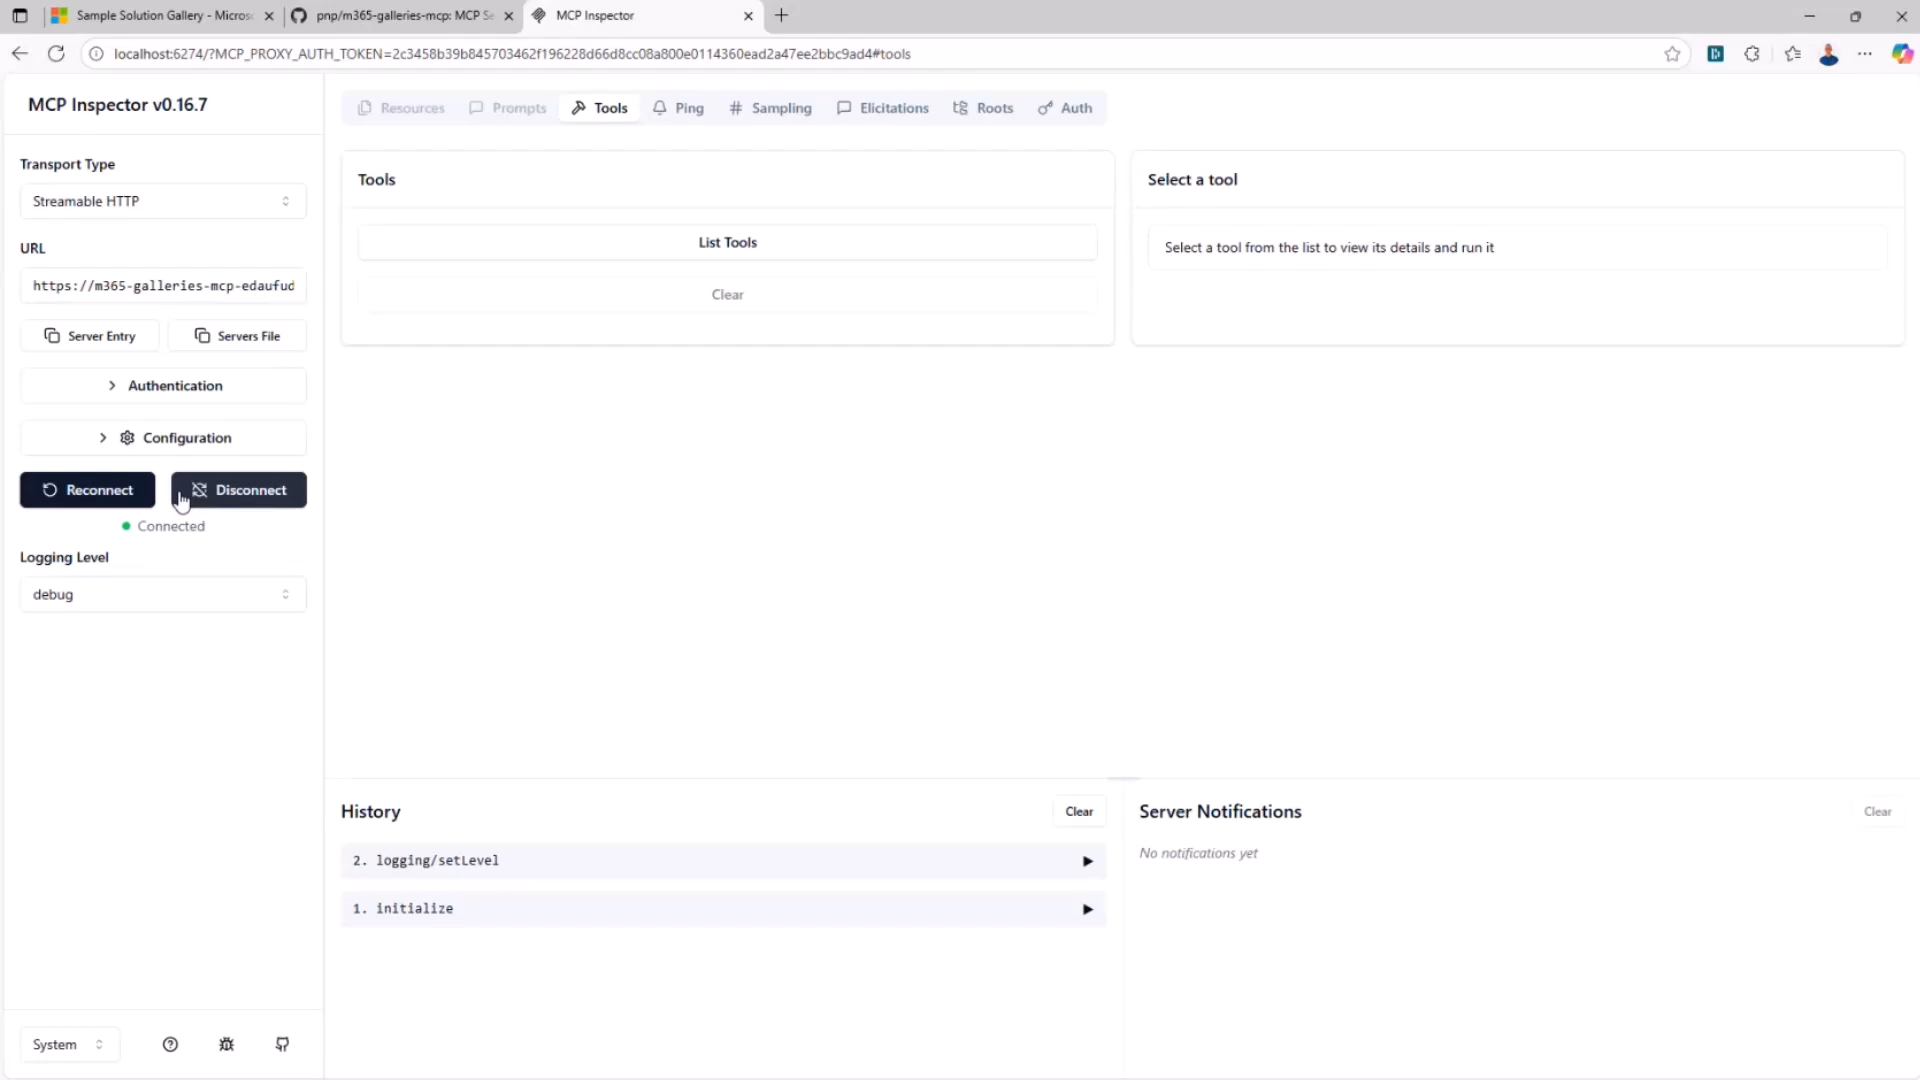 Sample Solution Gallery - Micros
pnp/m365-galleries-mcp: MCP Se
MCP Inspector
localhost:6274/?MCP_PROXY_AUTH_TOKEN=2c3458b39b845703462f196228d66d8cc08a800e0114360ead2a47ee2bbc9ad4#tools
MCP Inspector v0.16.7
Transport Type
Streamable HTTP
URL
https://m365-galleries-mcp-edaufud
Server Entry
Servers File
Authentication
Configuration
Reconnect
Disconnect
Connected
Logging Level
debug
System
Resources
Prompts
Tools
Ping
Sampling
Elicitations
Roots
Auth
Tools
List Tools
Clear
Select a tool
Select a tool from the list to view its details and run it
History
Clear
2. logging/setLevel
1. initialize
Server Notifications
Clear
No notifications yet